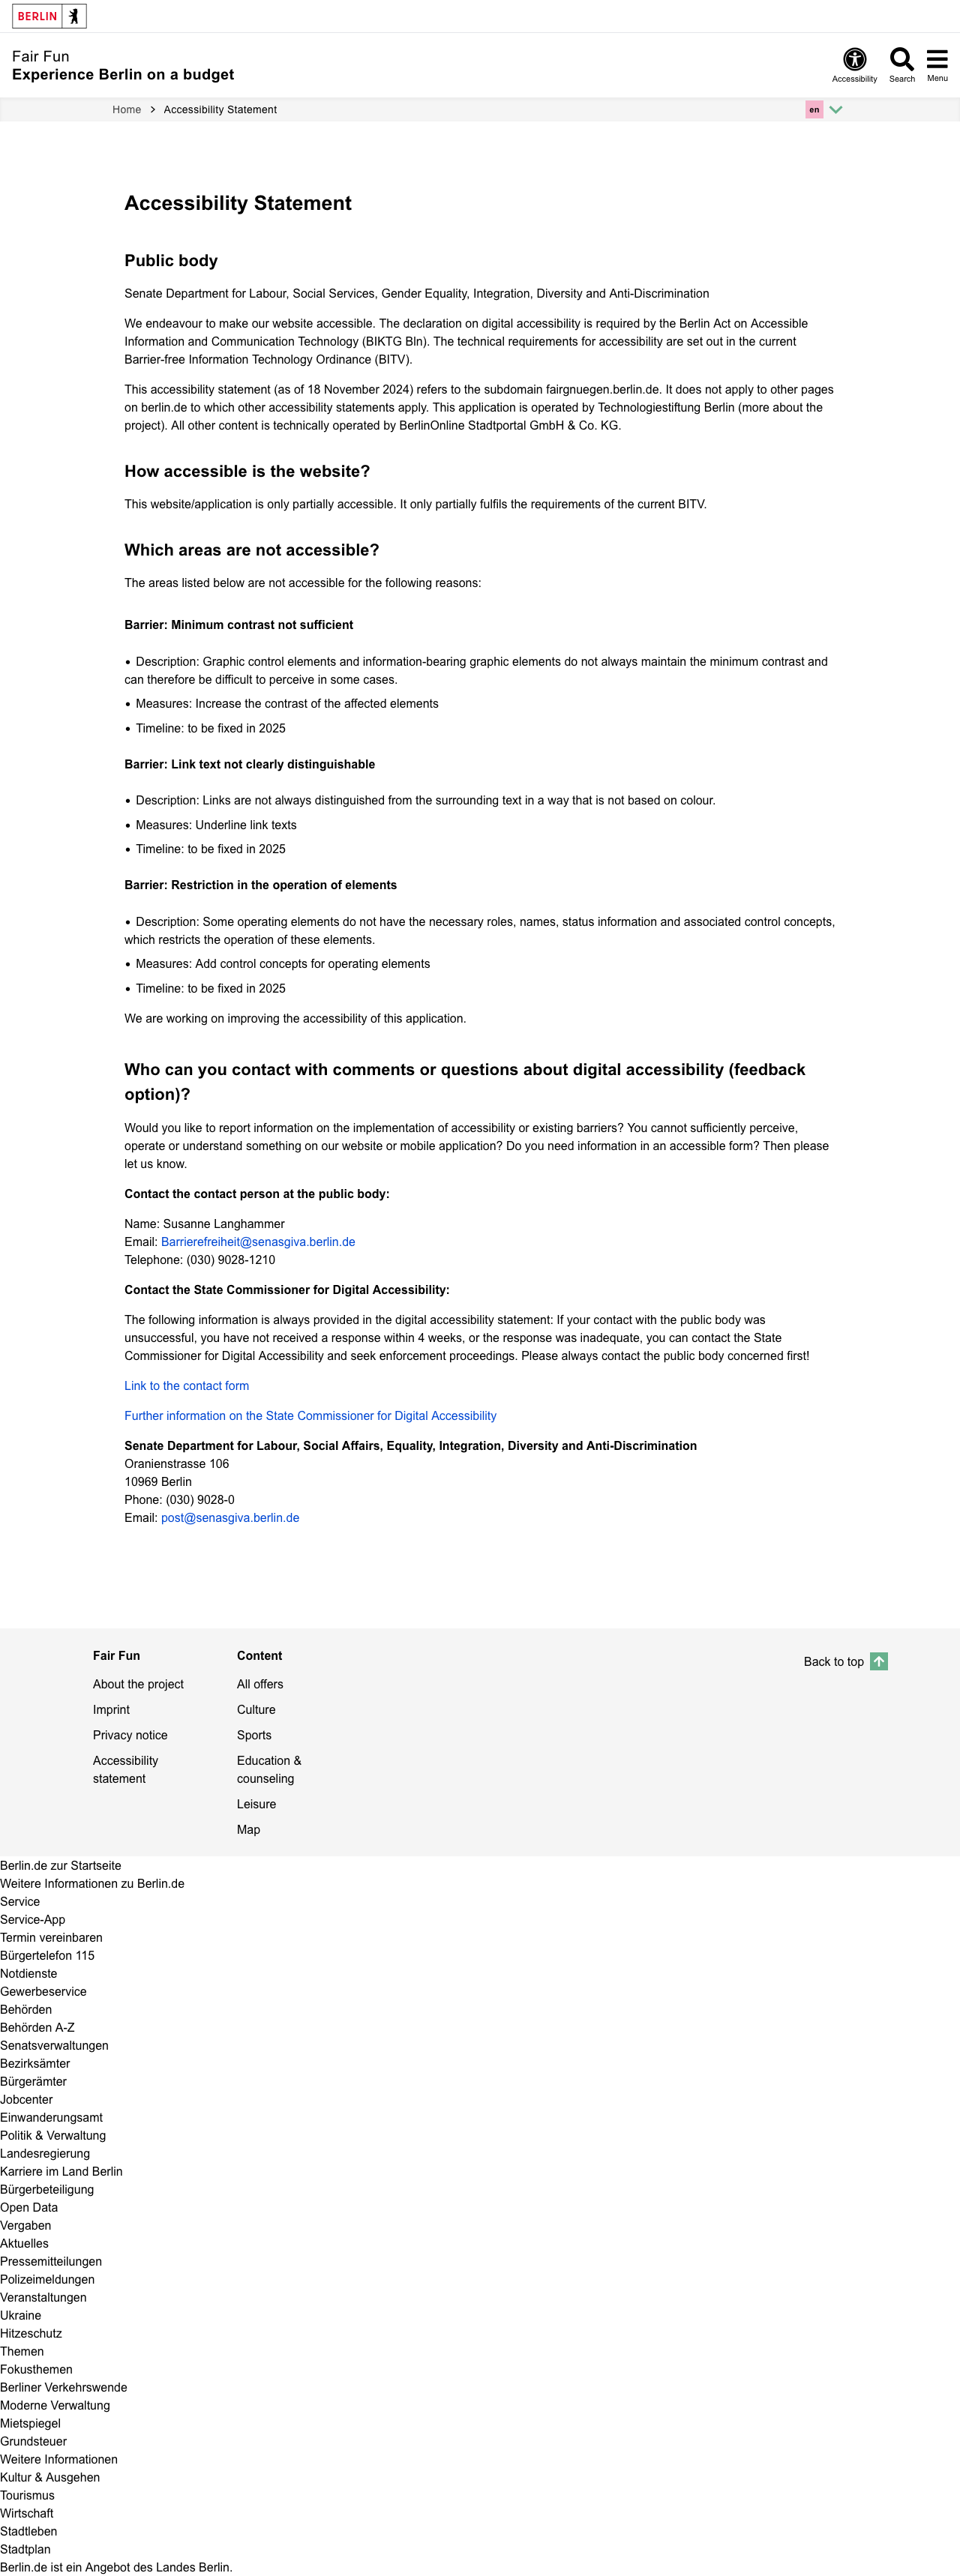 BERLIN
Fair Fun
Experience Berlin on a budget
Accessibility
Search
Menu
Home
Accessibility Statement
en
Accessibility Statement
Public body
Senate Department for Labour, Social Services, Gender Equality, Integration, Diversity and Anti-Discrimination
We endeavour to make our website accessible. The declaration on digital accessibility is required by the Berlin Act on Accessible
Information and Communication Technology (BIKTG Bln). The technical requirements for accessibility are set out in the current
Barrier-free Information Technology Ordinance (BITV).
This accessibility statement (as of 18 November 2024) refers to the subdomain fairgnuegen.berlin.de. It does not apply to other pages
on berlin.de to which other accessibility statements apply. This application is operated by Technologiestiftung Berlin (more about the
project). All other content is technically operated by BerlinOnline Stadtportal GmbH & Co. KG.
How accessible is the website?
This website/application is only partially accessible. It only partially fulfils the requirements of the current BITV.
Which areas are not accessible?
The areas listed below are not accessible for the following reasons:
Barrier: Minimum contrast not sufficient
• Description: Graphic control elements and information-bearing graphic elements do not always maintain the minimum contrast and
can therefore be difficult to perceive in some cases.
• Measures: Increase the contrast of the affected elements
• Timeline: to be fixed in 2025
Barrier: Link text not clearly distinguishable
• Description: Links are not always distinguished from the surrounding text in a way that is not based on colour.
• Measures: Underline link texts
• Timeline: to be fixed in 2025
Barrier: Restriction in the operation of elements
• Description: Some operating elements do not have the necessary roles, names, status information and associated control concepts,
which restricts the operation of these elements.
• Measures: Add control concepts for operating elements
• Timeline: to be fixed in 2025
We are working on improving the accessibility of this application.
Who can you contact with comments or questions about digital accessibility (feedback
option)?
Would you like to report information on the implementation of accessibility or existing barriers? You cannot sufficiently perceive,
operate or understand something on our website or mobile application? Do you need information in an accessible form? Then please
let us know.
Contact the contact person at the public body:
Name: Susanne Langhammer
Email: Barrierefreiheit@senasgiva.berlin.de
Telephone: (030) 9028-1210
Contact the State Commissioner for Digital Accessibility:
The following information is always provided in the digital accessibility statement: If your contact with the public body was
unsuccessful, you have not received a response within 4 weeks, or the response was inadequate, you can contact the State
Commissioner for Digital Accessibility and seek enforcement proceedings. Please always contact the public body concerned first!
Link to the contact form
Further information on the State Commissioner for Digital Accessibility
Senate Department for Labour, Social Affairs, Equality, Integration, Diversity and Anti-Discrimination
Oranienstrasse 106
10969 Berlin
Phone: (030) 9028-0
Email: post@senasgiva.berlin.de
Fair Fun
About the project
Imprint
Privacy notice
Accessibility
statement
Content
All offers
Culture
Sports
Education &
counseling
Leisure
Map
Back to top
Berlin.de zur Startseite
Weitere Informationen zu Berlin.de
Service
Service-App
Termin vereinbaren
Bürgertelefon 115
Notdienste
Gewerbeservice
Behörden
Behörden A-Z
Senatsverwaltungen
Bezirksämter
Bürgerämter
Jobcenter
Einwanderungsamt
Politik & Verwaltung
Landesregierung
Karriere im Land Berlin
Bürgerbeteiligung
Open Data
Vergaben
Aktuelles
Pressemitteilungen
Polizeimeldungen
Veranstaltungen
Ukraine
Hitzeschutz
Themen
Fokusthemen
Berliner Verkehrswende
Moderne Verwaltung
Mietspiegel
Grundsteuer
Weitere Informationen
Kultur & Ausgehen
Tourismus
Wirtschaft
Stadtleben
Stadtplan
Berlin.de ist ein Angebot des Landes Berlin.